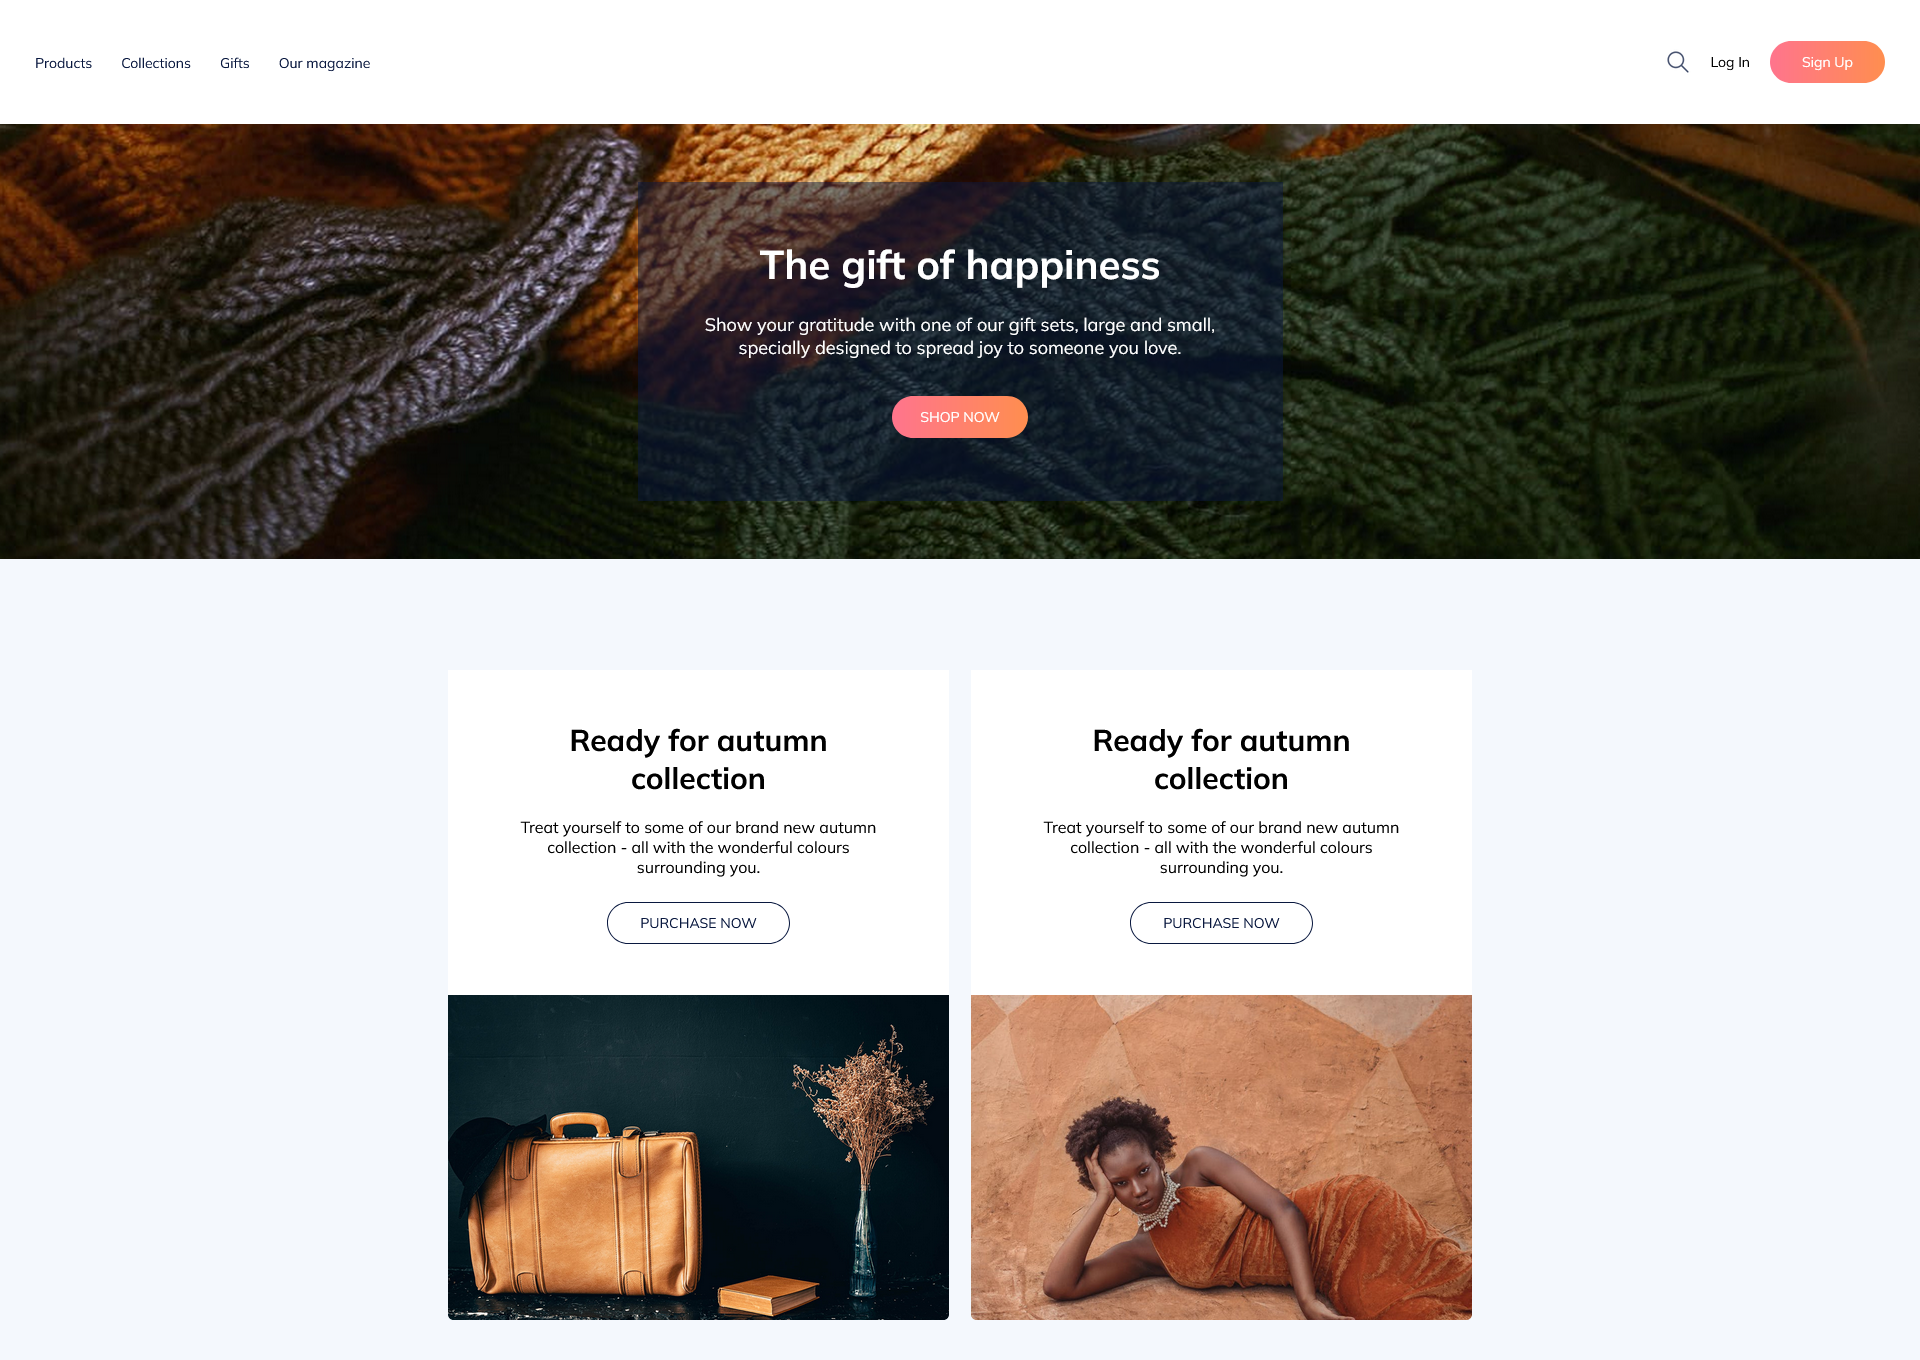 Products
Collections
Gifts
Our magazine
Log In
Sign Up
The gift of happiness
Show your gratitude with one of our gift sets, large and small,
specially designed to spread joy to someone you love.
SHOP NOW
Ready for autumn
collection
Treat yourself to some of our brand new autumn
collection - all with the wonderful colours
surrounding you.
PURCHASE NOW
Ready for autumn
collection
Treat yourself to some of our brand new autumn
collection - all with the wonderful colours
surrounding you.
PURCHASE NOW